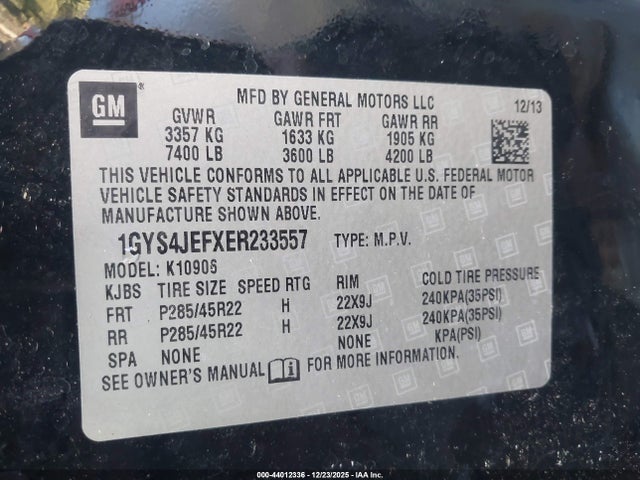 GM
MFD BY GENERAL MOTORS LLC 12/13
GVWR GAWR FRT GAWR RR
3357 KG 1633 KG 1905 KG
7400 LB 3600 LB 4200 LB
THIS VEHICLE CONFORMS TO ALL APPLICABLE U.S. FEDERAL MOTOR
VEHICLE SAFETY STANDARDS IN EFFECT ON THE DATE OF
MANUFACTURE SHOWN ABOVE.
1GYS4JEFXER233557 TYPE: M.P.V.
MODEL: K10906
KJBS TIRE SIZE SPEED RTG RIM COLD TIRE PRESSURE
FRT P285/45R22 H 22X9J 240KPA(35PSI)
RR P285/45R22 H 22X9J 240KPA(35PSI)
SPA NONE NONE KPA(PSI)
SEE OWNER'S MANUAL FOR MORE INFORMATION.
000-44012336 - 12/23/2025 - IAA Inc.